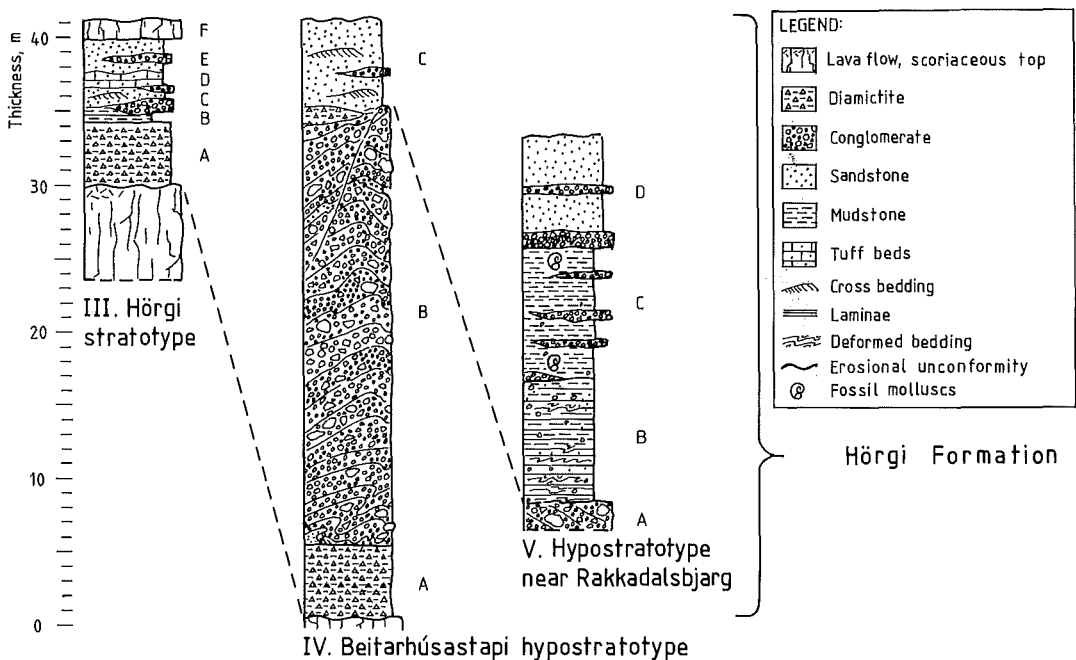 Thickness, m
40
30
20
10
0
F
E
D
C
B
A
III. Hörgi
stratotype
C
B
A
IV. Beitarhúsastapi hypostratotype
D
C
B
A
V. Hypostratotype
near Rakkadalsbjarg
LEGEND:
Lava flow, scoriaceous top
Diamictite
Conglomerate
Sandstone
Mudstone
Tuff beds
Cross bedding
Laminae
Deformed bedding
Erosional unconformity
Fossil molluscs
Hörgi Formation